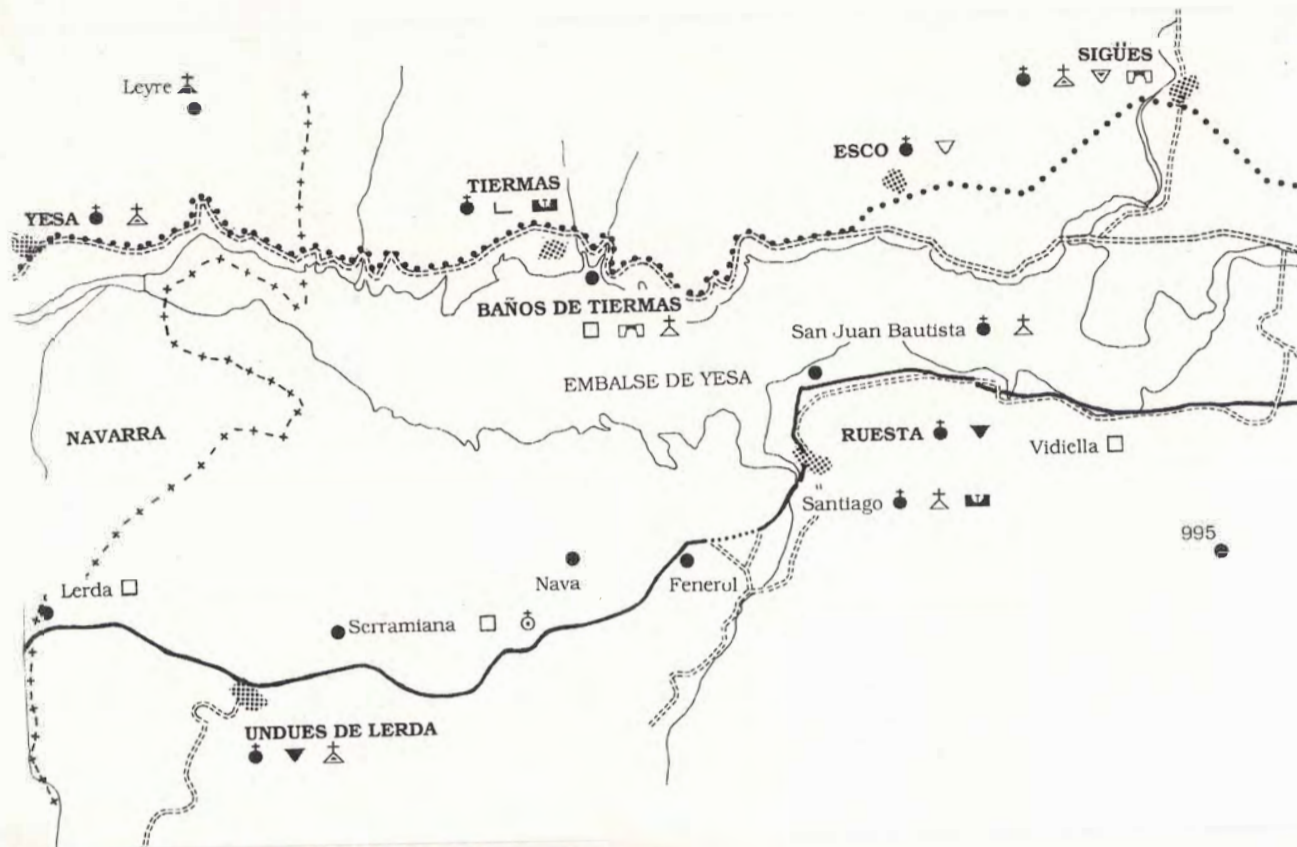 SIGÜES
Leyre
ESCO
TIERMAS
YESA
BAÑOS DE TIERMAS
San Juan Bautista
EMBALSE DE YESA
NAVARRA
RUESTA
Vidiella
Santiago
995
Nava
Fenerol
Lerda
Serramiana
UNDUES DE LERDA